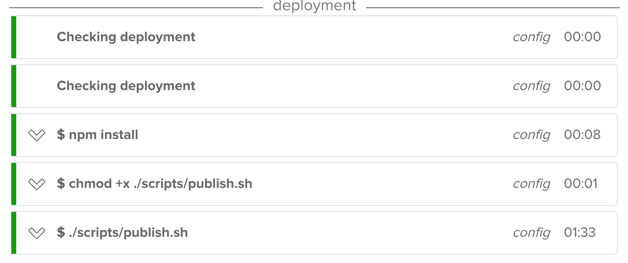 deployment
Checking deployment config 00:00
Checking deployment config 00:00
$ npm install config 00:08
$ chmod +x ./scripts/publish.sh config 00:01
$ ./scripts/publish.sh config 01:33